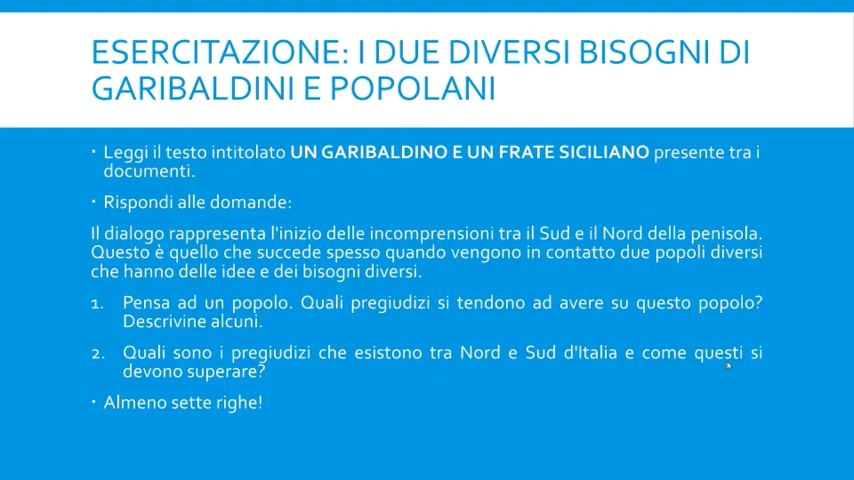 ESERCITAZIONE: I DUE DIVERSI BISOGNI DI
GARIBALDINI E POPOLANI
• Leggi il testo intitolato UN GARIBALDINO E UN FRATE SICILIANO presente tra i
documenti.
• Rispondi alle domande:
Il dialogo rappresenta l'inizio delle incomprensioni tra il Sud e il Nord della penisola.
Questo è quello che succede spesso quando vengono in contatto due popoli diversi
che hanno delle idee e dei bisogni diversi.
1. Pensa ad un popolo. Quali pregiudizi si tendono ad avere su questo popolo?
Descrivine alcuni.
2. Quali sono i pregiudizi che esistono tra Nord e Sud d'Italia e come questi si
devono superare?
• Almeno sette righe!